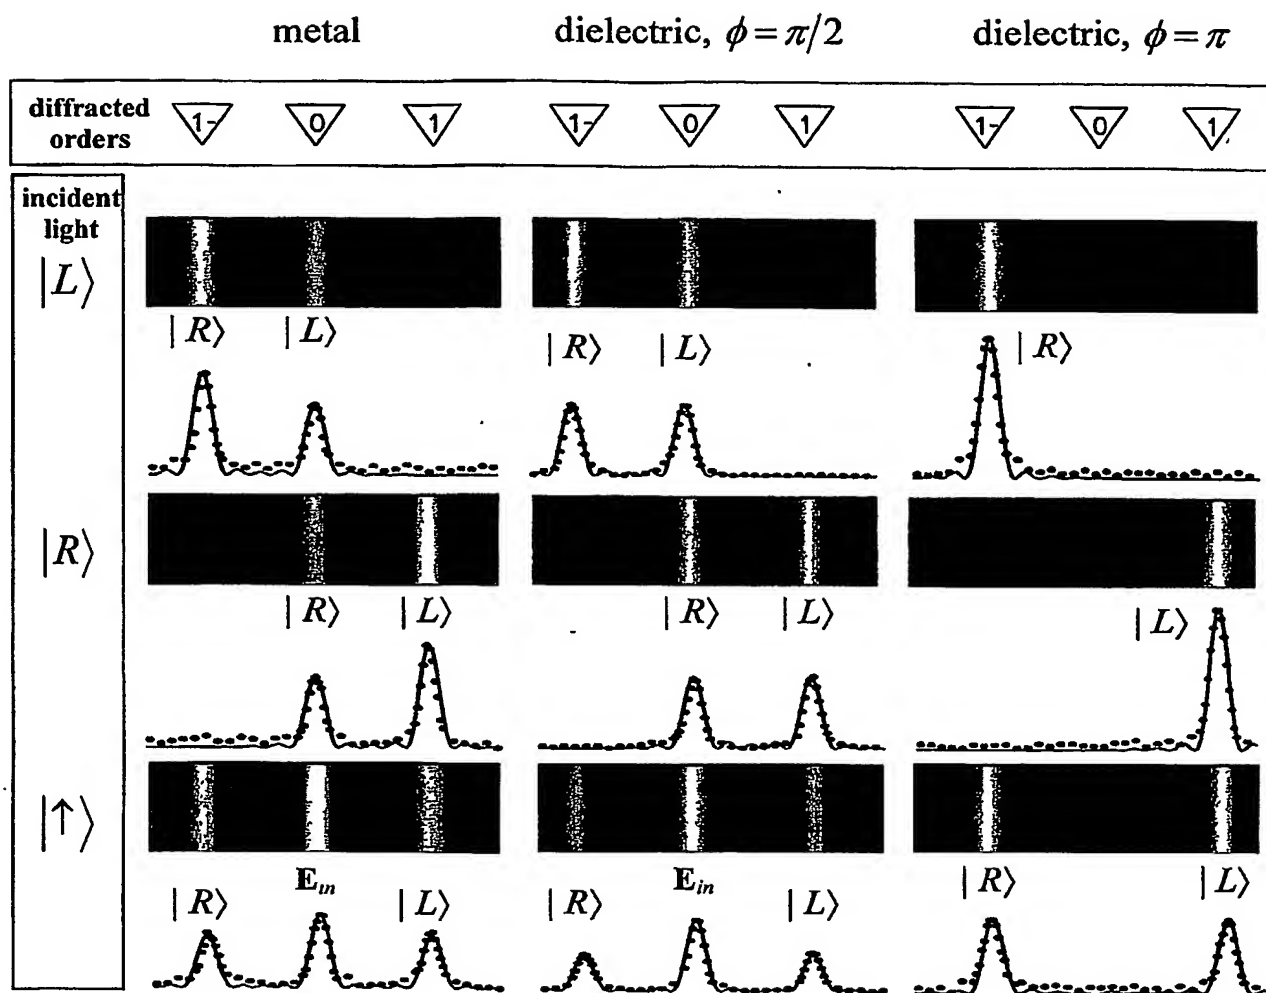 metal dielectric, ϕ = π/2 dielectric, ϕ = π
diffracted orders 1- 0 1 1- 0 1 1- 0 1
incident
light
|L⟩
|R⟩ |L⟩ |R⟩ |L⟩ |R⟩
|R⟩
|R⟩ |L⟩ |R⟩ |L⟩ |L⟩
|↑⟩
|R⟩ E_in |L⟩ |R⟩ E_in |L⟩ |R⟩ |L⟩